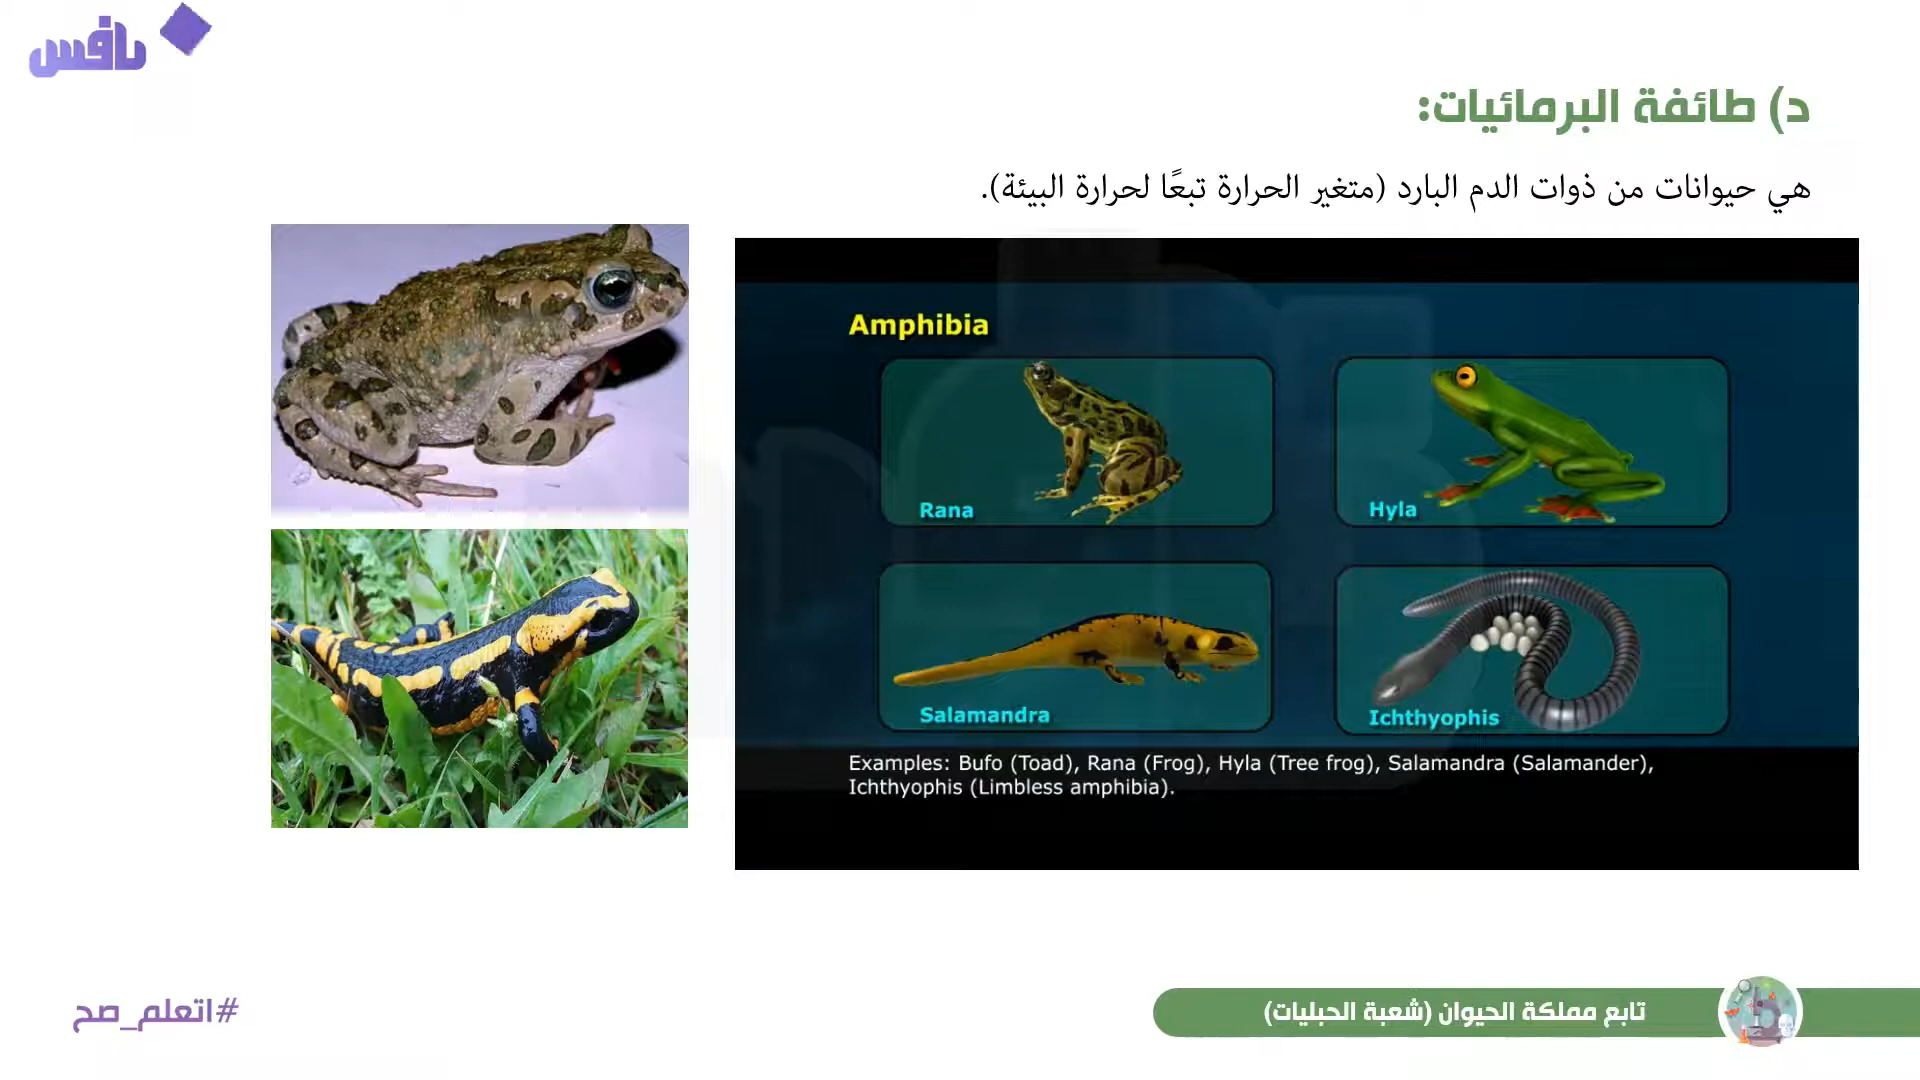 نافس
د) طائفة البرمائيات:
هي حيوانات من ذوات الدم البارد (متغير الحرارة تبعًا لحرارة البيئة).
Amphibia
Rana
Hyla
Salamandra
Ichthyophis
Examples: Bufo (Toad), Rana (Frog), Hyla (Tree frog), Salamandra (Salamander),
Ichthyophis (Limbless amphibia).
#اتعلم_صح
تابع مملكة الحيوان (شعبة الحبليات)